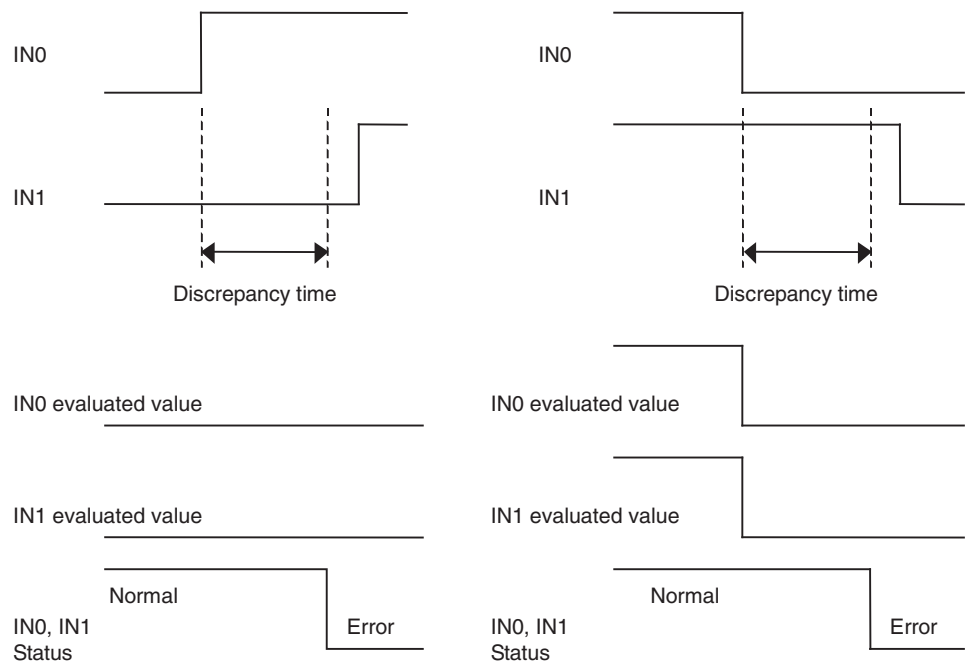 IN0
IN1
Discrepancy time
IN0 evaluated value
IN1 evaluated value
Normal
IN0, IN1
Status
Error
IN0
IN1
Discrepancy time
IN0 evaluated value
IN1 evaluated value
Normal
IN0, IN1
Status
Error